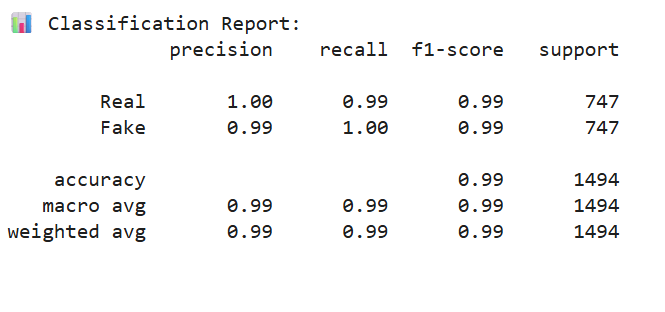 📊 Classification Report:
precision recall f1-score support
Real 1.00 0.99 0.99 747
Fake 0.99 1.00 0.99 747
accuracy 0.99 1494
macro avg 0.99 0.99 0.99 1494
weighted avg 0.99 0.99 0.99 1494